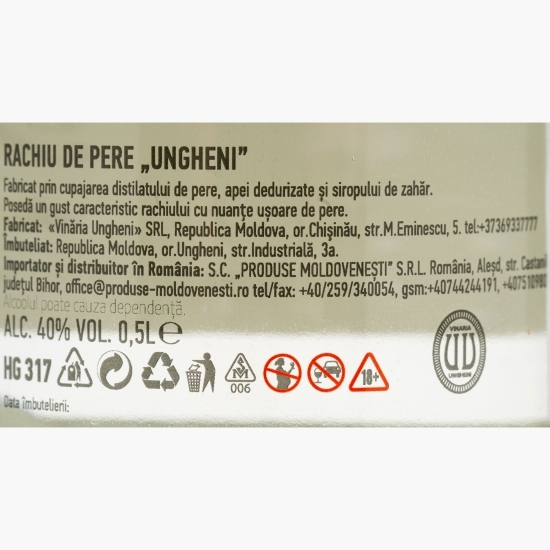 RACHIU DE PERE „UNGHENI”
Fabricat prin cupajarea distilatului de pere, apei dedurizate și siropului de zahăr.
Posedă un gust caracteristic rachiului cu nuanțe ușoare de pere.
Fabricat: «Vinăria Ungheni» SRL, Republica Moldova, or.Chișinău, str.M.Eminescu, 5. tel:+37369337777
Îmbuteliat: Republica Moldova, or.Ungheni, str.Industrială, 3a.
Importator și distribuitor în România: S.C. „PRODUSE MOLDOVENEȘTI” S.R.L. România, Aleșd, str.
județul Bihor, office@produse-moldovenesti.ro tel/fax: +40/259/340054, gsm:+40744244191,
Alcoolul poate cauza dependență.
ALC. 40% VOL. 0,5L e
HG 317
006
18+
Data îmbutelierii:
VINARIA
UNGHENI